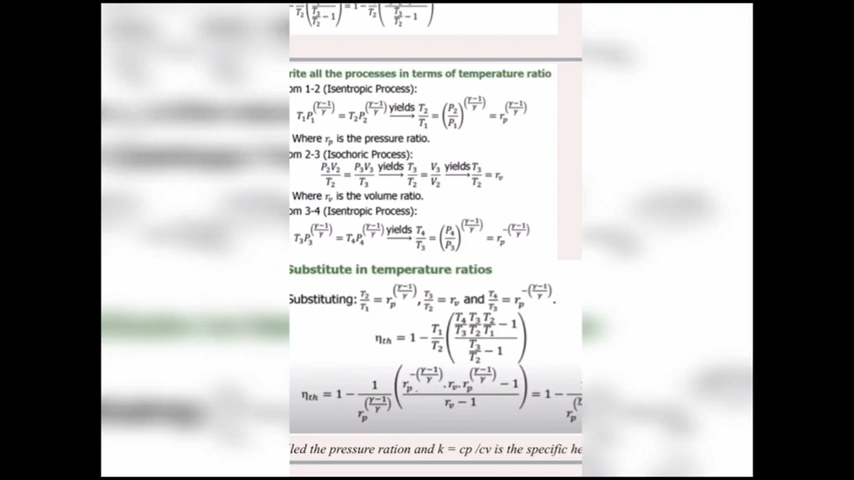 rite all the processes in terms of temperature ratio
om 1-2 (Isentropic Process):
T₁P₁^((γ−1)/γ) = T₂P₂^((γ−1)/γ) yields→ T₂/T₁ = (P₂/P₁)^((γ−1)/γ) = r_p^((γ−1)/γ)
Where r_p is the pressure ratio.
om 2-3 (Isochoric Process):
P₂V₂/T₂ = P₃V₃/T₃ yields→ T₃/T₂ = V₃/V₂ yields→ T₃/T₂ = r_v
Where r_v is the volume ratio.
om 3-4 (Isentropic Process):
T₃P₃^((γ−1)/γ) = T₄P₄^((γ−1)/γ) yields→ T₄/T₃ = (P₄/P₃)^((γ−1)/γ) = r_p^(−((γ−1)/γ))
Substitute in temperature ratios
Substituting: T₂/T₁ = r_p^((γ−1)/γ), T₃/T₂ = r_v and T₄/T₃ = r_p^(−((γ−1)/γ)).
η_th = 1 − T₁/T₂ ((T₄/T₃ T₃/T₂ T₂/T₁ − 1)/(T₃/T₂ − 1))
η_th = 1 − 1/r_p^((γ−1)/γ) ((r_p^(−((γ−1)/γ)) . r_v . r_p^((γ−1)/γ) − 1)/(r_v − 1)) = 1 −
led the pressure ration and k = cp /cv is the specific he